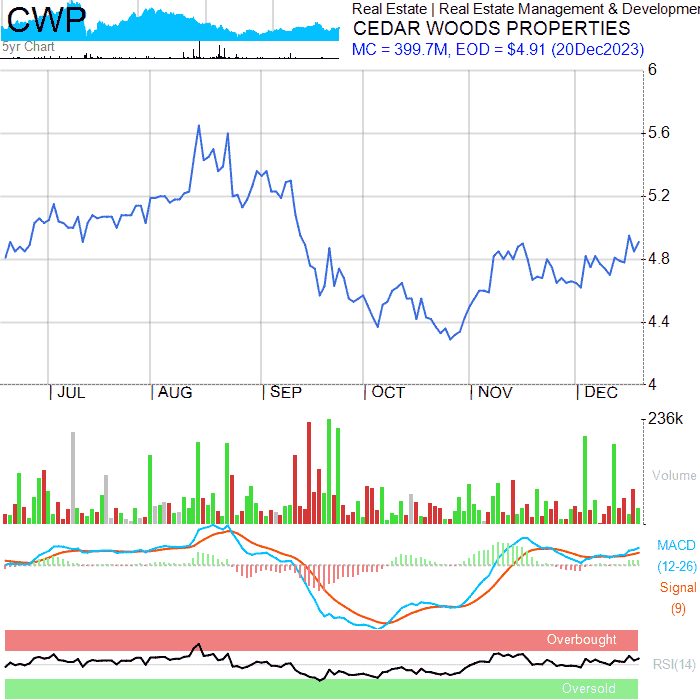 CWP
5yr Chart
Real Estate | Real Estate Management & Developmen
CEDAR WOODS PROPERTIES
MC = 399.7M, EOD = $4.91 (20Dec2023)
6
5.6
5.2
4.8
4.4
4
JUL AUG SEP OCT NOV DEC
236k
Volume
MACD
(12-26)
Signal
(9)
Overbought
RSI(14)
Oversold